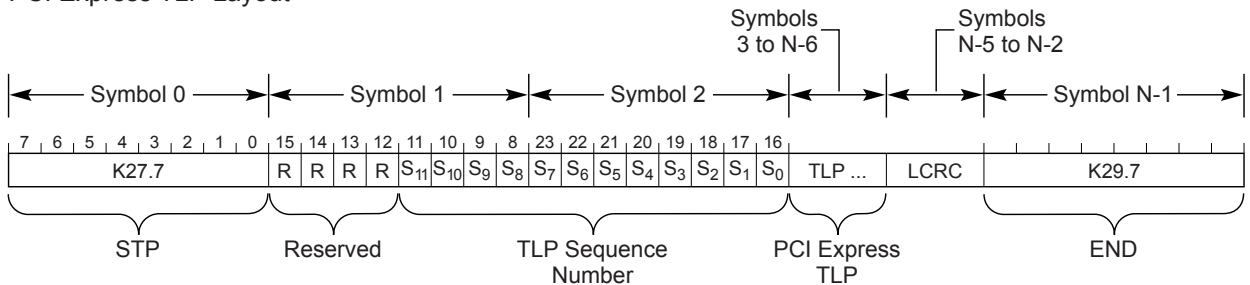 PCI Express TLP Layout
Symbols
3 to N-6
Symbols
N-5 to N-2
Symbol 0
Symbol 1
Symbol 2
Symbol N-1
7 6 5 4 3 2 1 0 15 14 13 12 11 10 9 8 23 22 21 20 19 18 17 16
K27.7 R R R R S11 S10 S9 S8 S7 S6 S5 S4 S3 S2 S1 S0 TLP ... LCRC K29.7
STP Reserved TLP Sequence PCI Express END
Number TLP